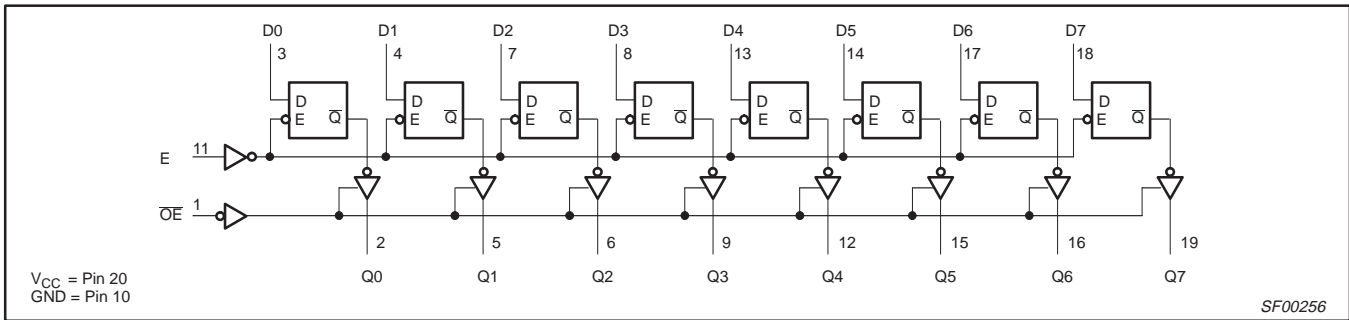 D0 D1 D2 D3 D4 D5 D6 D7
3 4 7 8 13 14 17 18
D D D D D D D D
E Q̅ E Q̅ E Q̅ E Q̅ E Q̅ E Q̅ E Q̅ E Q̅
E 11
O̅E̅ 1
2 5 6 9 12 15 16 19
Q0 Q1 Q2 Q3 Q4 Q5 Q6 Q7
VCC = Pin 20
GND = Pin 10
SF00256